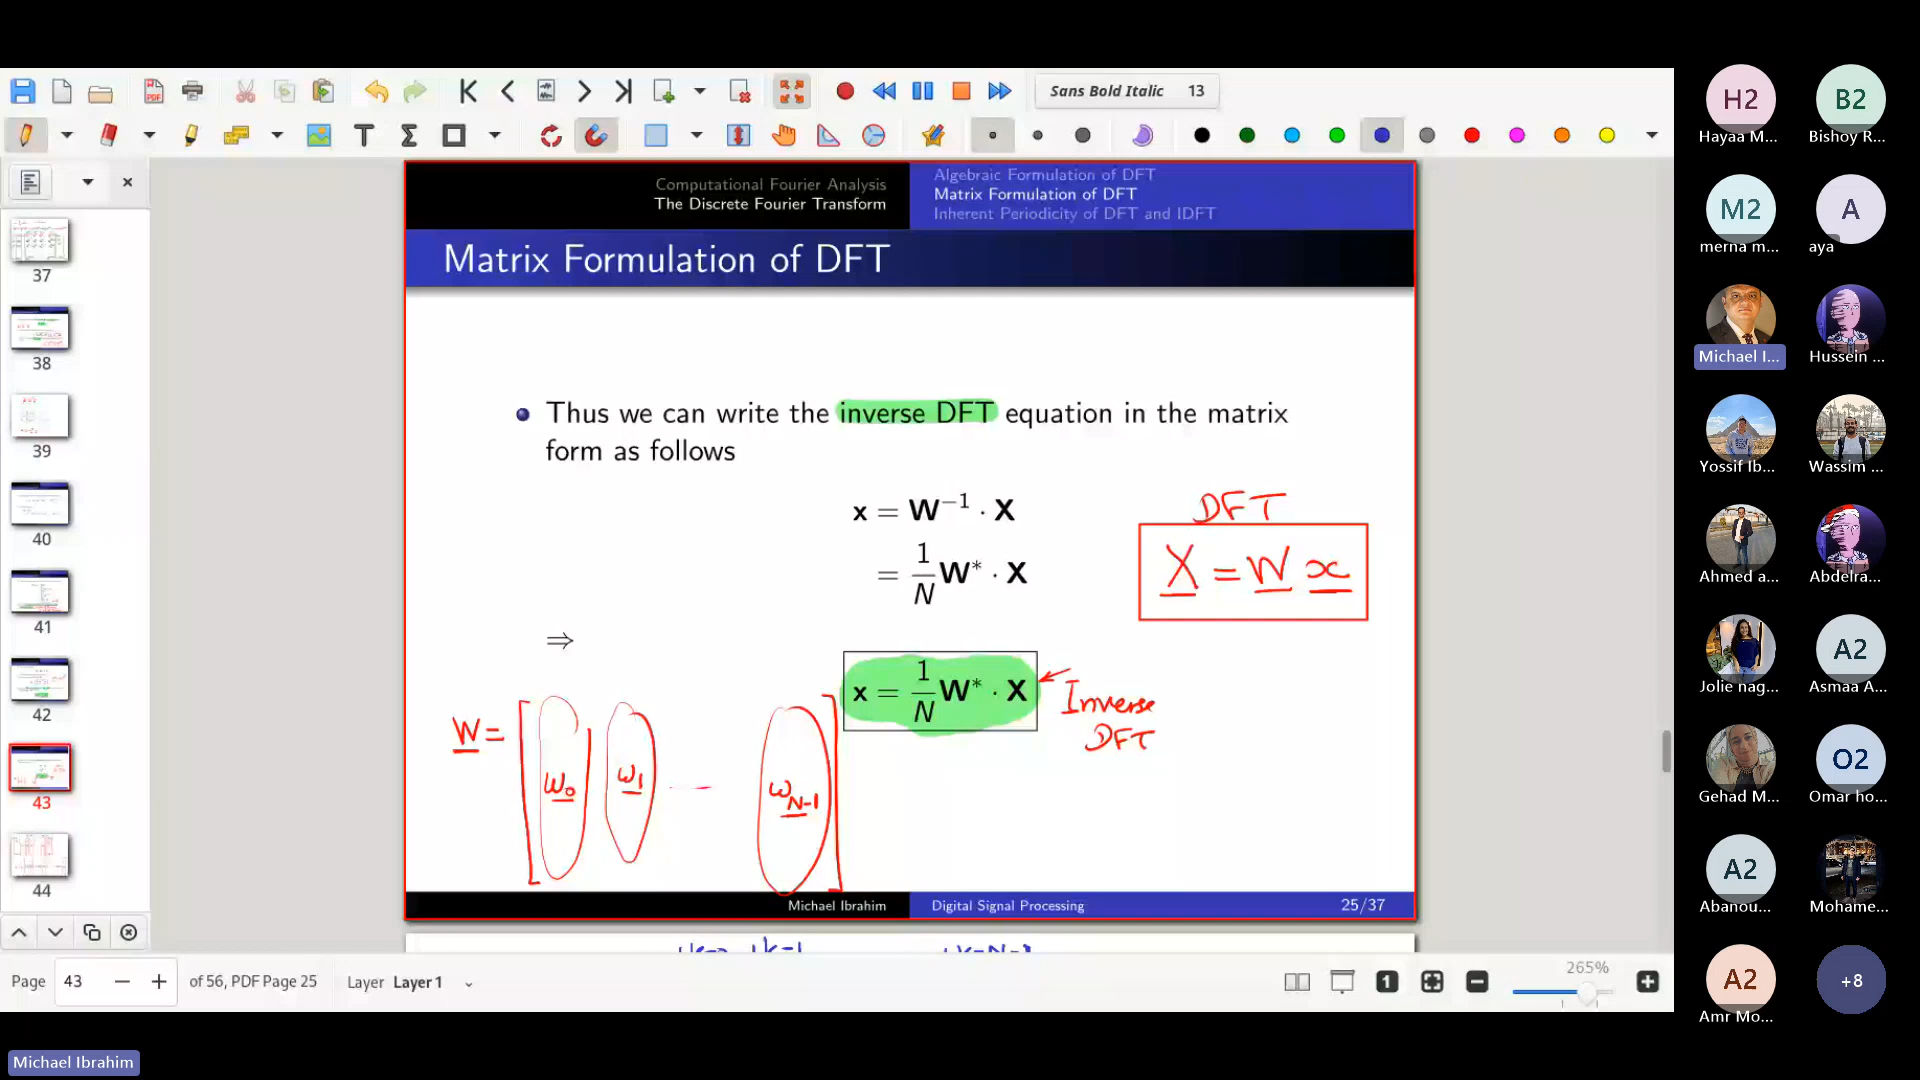 Sans Bold Italic 13
37
38
39
40
41
42
43
44
Computational Fourier Analysis
The Discrete Fourier Transform
Algebraic Formulation of DFT
Matrix Formulation of DFT
Inherent Periodicity of DFT and IDFT
Matrix Formulation of DFT
Thus we can write the inverse DFT equation in the matrix
form as follows
x = W⁻¹ · X
= 1/N W* · X
DFT
X = W x
⇒
x = 1/N W* · X
Inverse
DFT
W = [ω₀ ω₁ --- ω_N-1]
Michael Ibrahim
Digital Signal Processing
25/37
Page 43 of 56, PDF Page 25
Layer Layer 1
265%
1
H2
Hayaa M...
B2
Bishoy R...
M2
merna m...
A
aya
Michael I...
Hussein ...
Yossif Ib...
Wassim ...
Ahmed a...
Abdelra...
Jolie nag...
A2
Asmaa A...
Gehad M...
O2
Omar ho...
A2
Abanou...
Mohame...
A2
Amr Mo...
+8
Michael Ibrahim